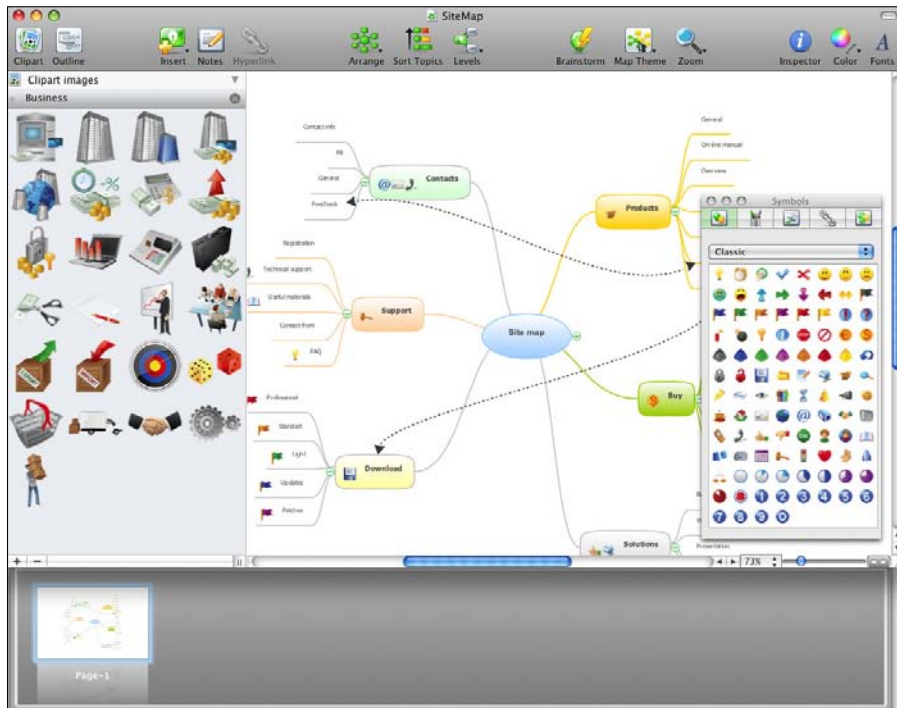 SiteMap
Clipart
Outline
Insert
Notes
Hyperlink
Arrange
Sort Topics
Levels
Brainstorm
Map Theme
Zoom
Inspector
Color
Fonts
Clipart images
Business
Contact info
PR
General
Feedback
Contacts
Registration
Technical support
Useful materials
Contact from
FAQ
Support
Professional
Standart
Light
Updates
Patches
Download
Site map
General
On-line manual
Overview
Products
Buy
Solutions
Presentation
Symbols
Classic
73%
Page-1